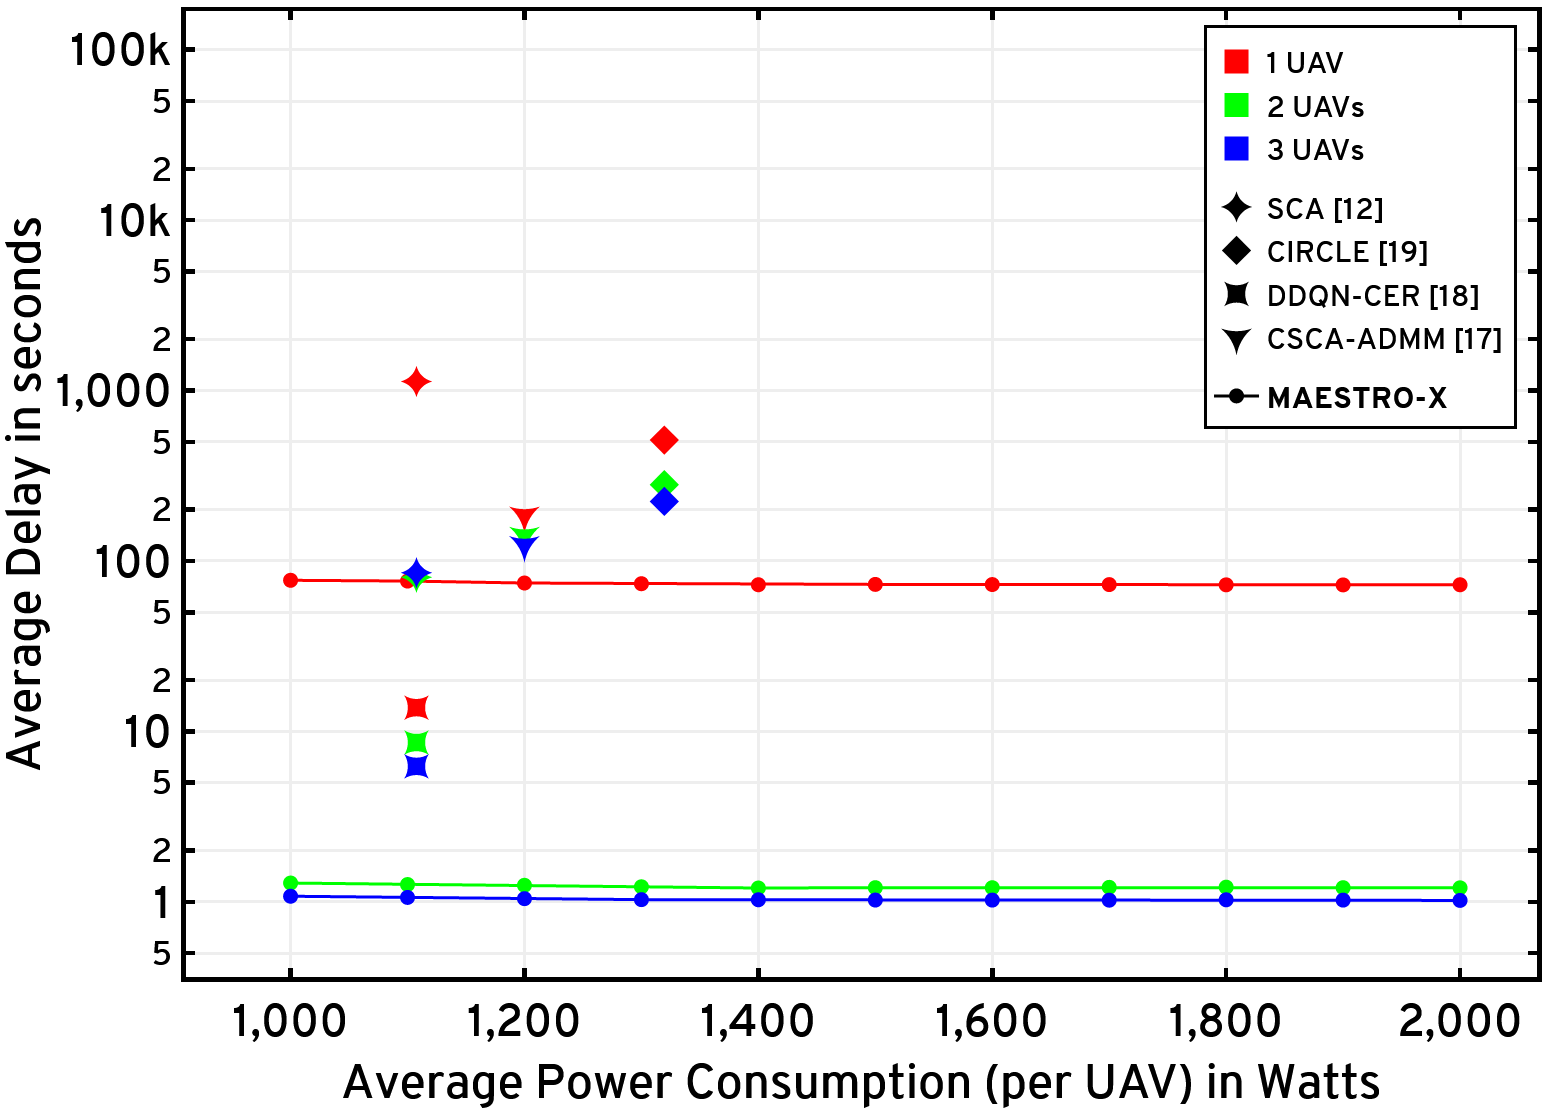 100k
5
2
10k
5
2
1,000
5
2
100
5
2
10
5
2
1
5
Average Delay in seconds
1,000 1,200 1,400 1,600 1,800 2,000
Average Power Consumption (per UAV) in Watts
1 UAV
2 UAVs
3 UAVs
SCA [12]
CIRCLE [19]
DDQN-CER [18]
CSCA-ADMM [17]
MAESTRO-X